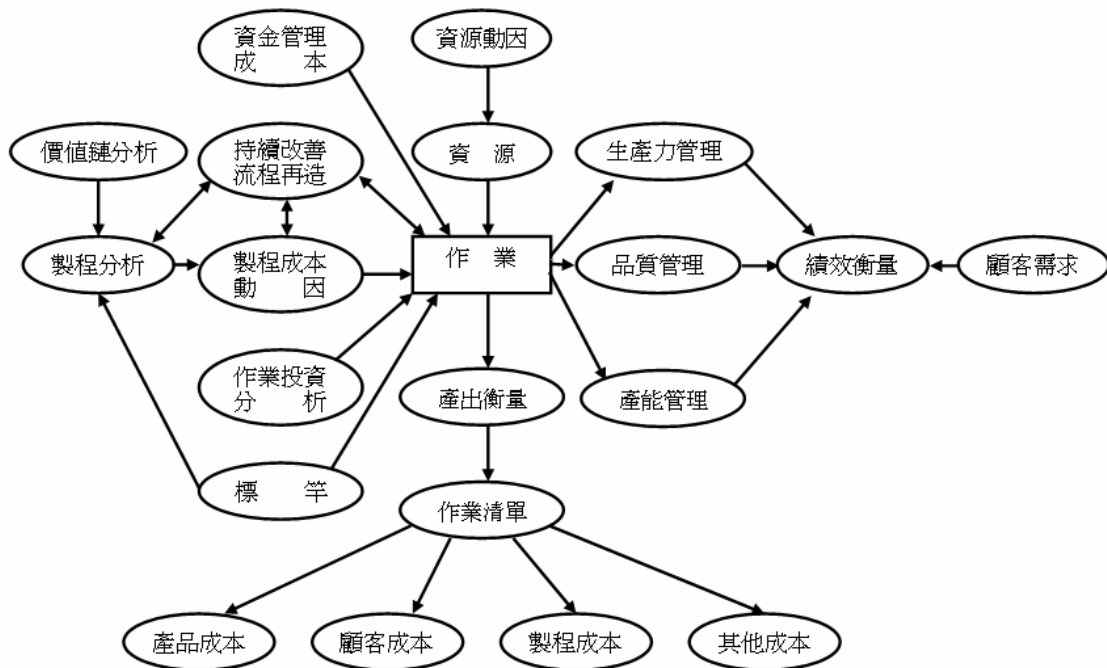 資金管理
成 本
資源動因
價值鏈分析
持續改善
流程再造
資 源
生產力管理
製程分析
製程成本
動 因
作 業
品質管理
績效衡量
顧客需求
作業投資
分 析
產出衡量
產能管理
標 竿
作業清單
產品成本
顧客成本
製程成本
其他成本